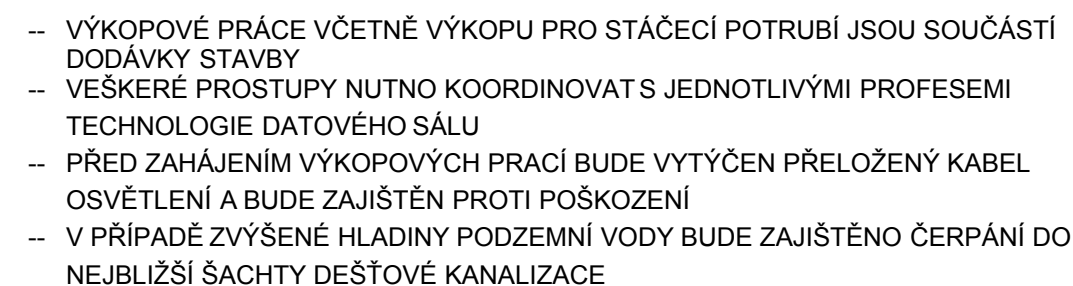 -- VÝKOPOVÉ PRÁCE VČETNĚ VÝKOPU PRO STÁČECÍ POTRUBÍ JSOU SOUČÁSTÍ
DODÁVKY STAVBY
-- VEŠKERÉ PROSTUPY NUTNO KOORDINOVAT S JEDNOTLIVÝMI PROFESEMI
TECHNOLOGIE DATOVÉHO SÁLU
-- PŘED ZAHÁJENÍM VÝKOPOVÝCH PRACÍ BUDE VYTÝČEN PŘELOŽENÝ KABEL
OSVĚTLENÍ A BUDE ZAJIŠTĚN PROTI POŠKOZENÍ
-- V PŘÍPADĚ ZVÝŠENÉ HLADINY PODZEMNÍ VODY BUDE ZAJIŠTĚNO ČERPÁNÍ DO
NEJBLIŽŠÍ ŠACHTY DEŠŤOVÉ KANALIZACE